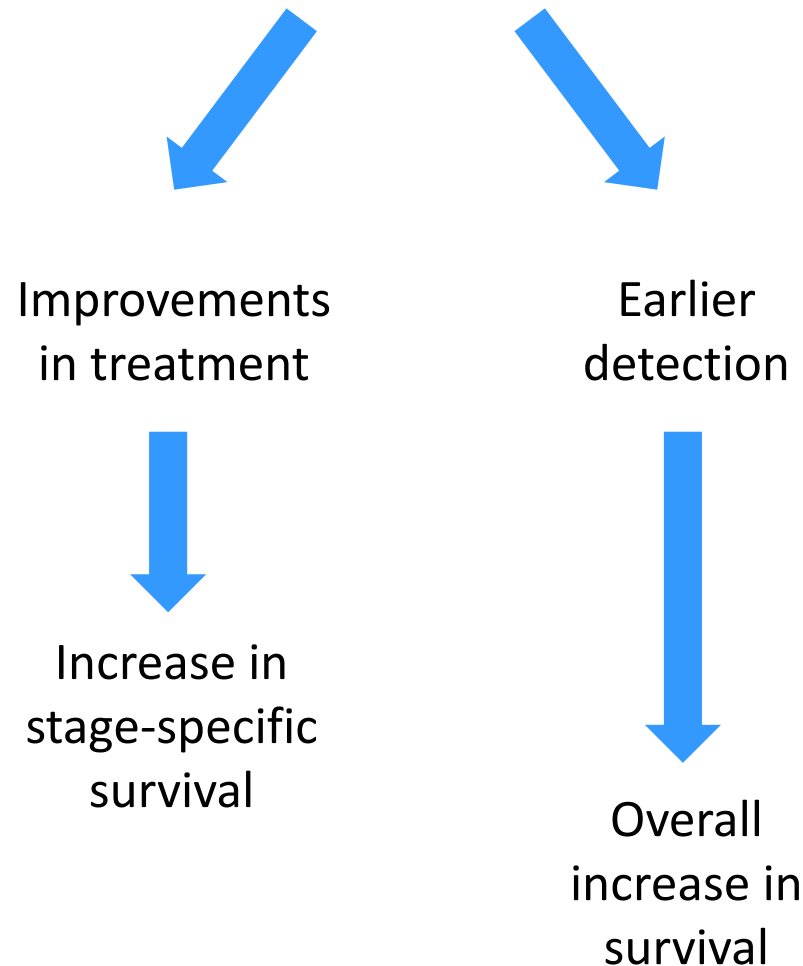 Improvements
in treatment
Earlier
detection
Increase in
stage-specific
survival
Overall
increase in
survival